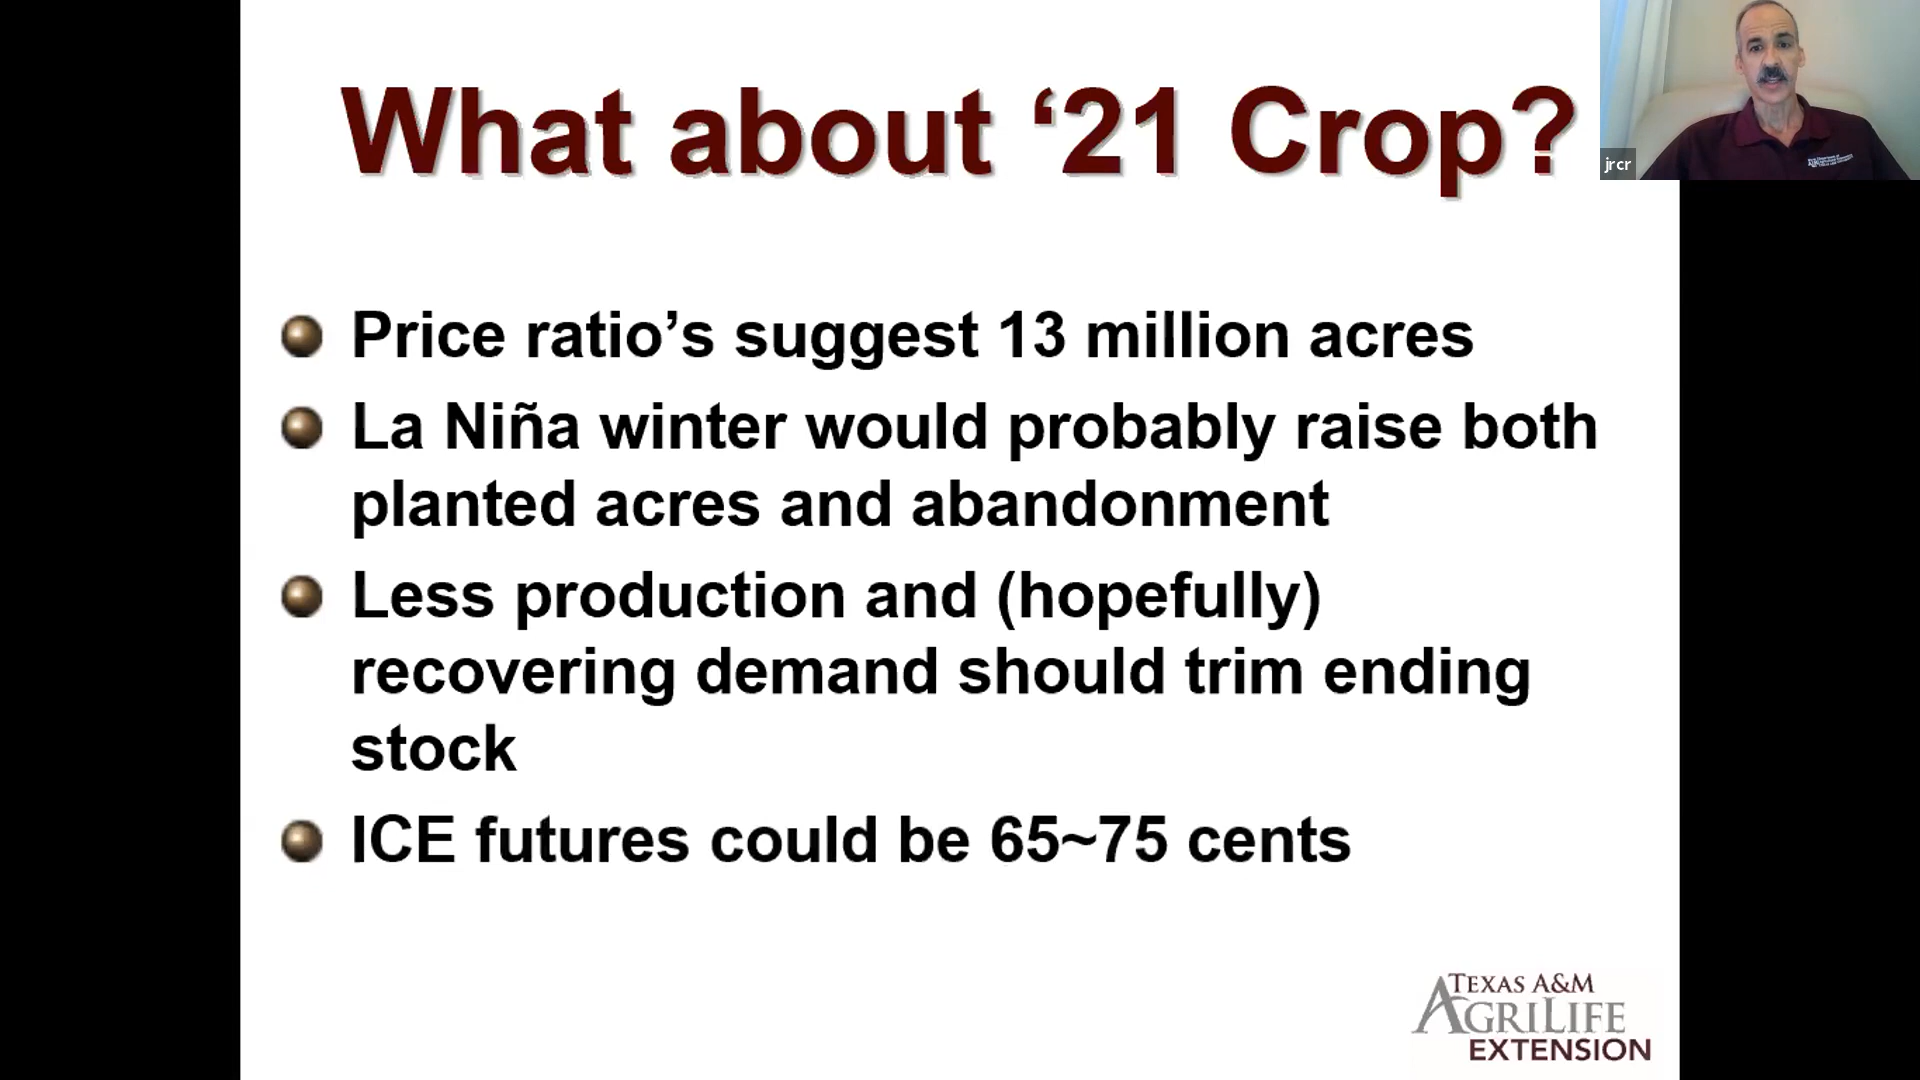 What about ‘21 Crop?
jrcr
Price ratio’s suggest 13 million acres
La Niña winter would probably raise both
planted acres and abandonment
Less production and (hopefully)
recovering demand should trim ending
stock
ICE futures could be 65~75 cents
TEXAS A&M
AGRILIFE
EXTENSION